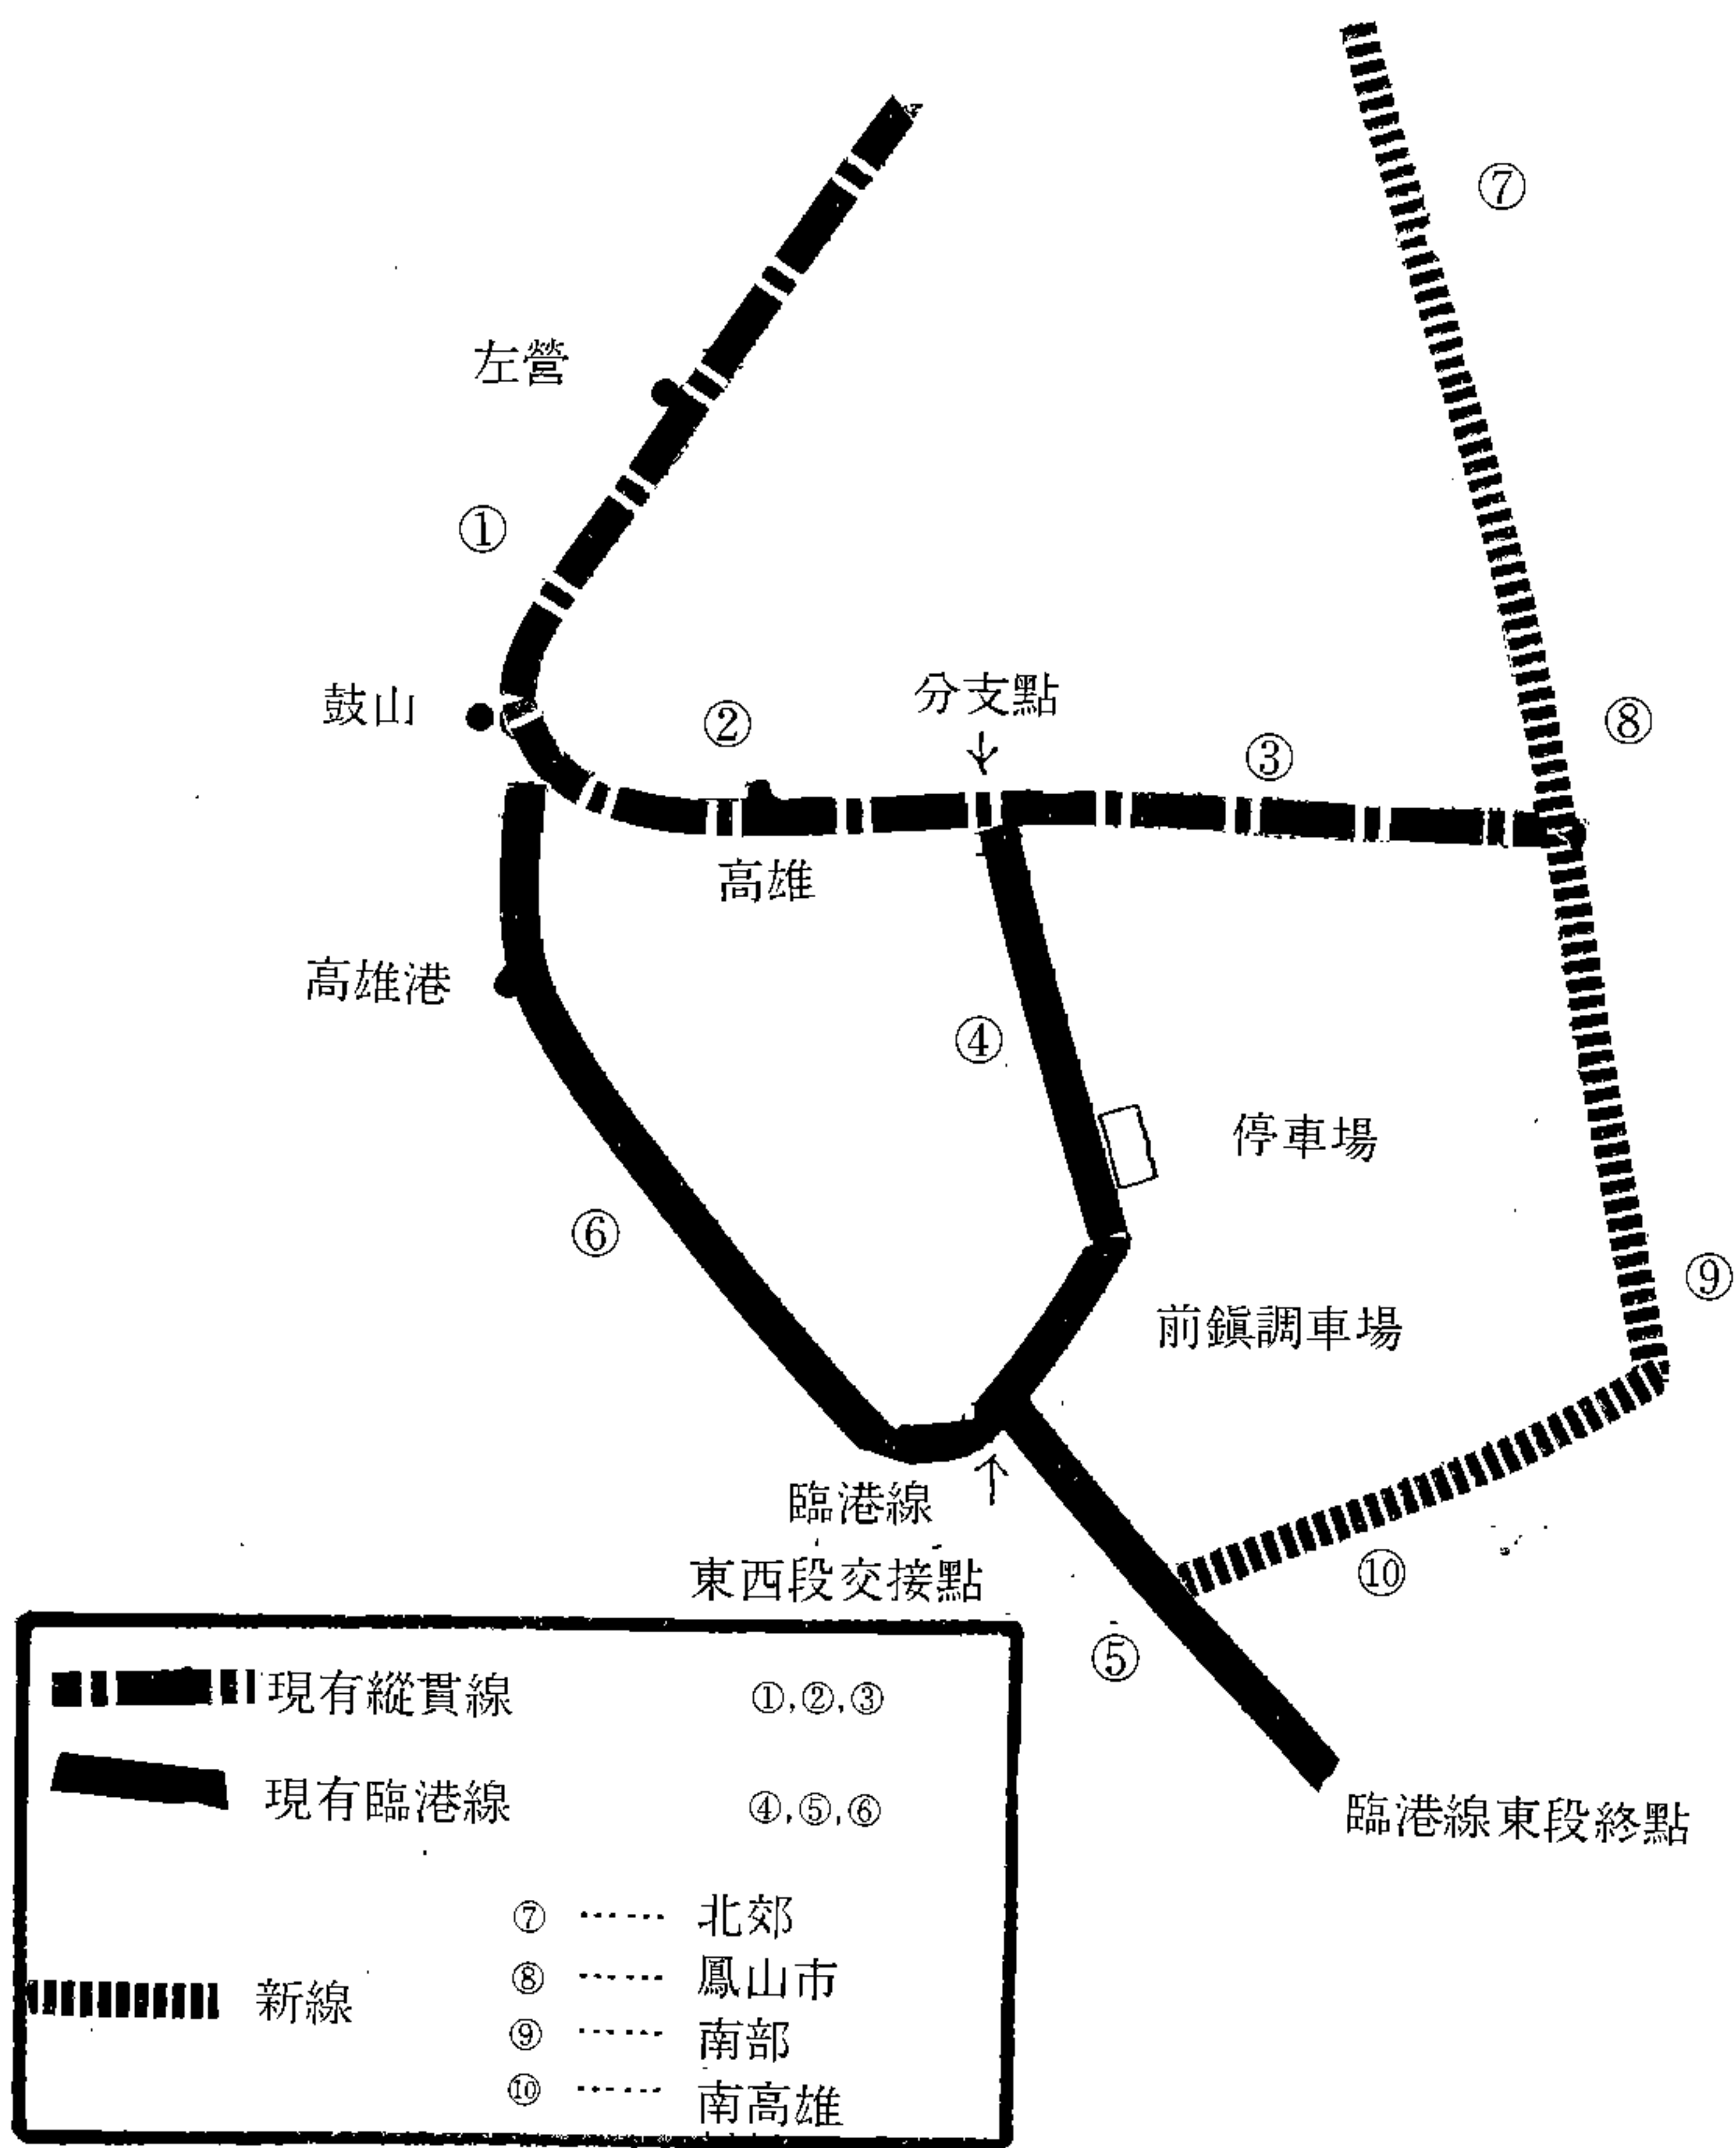 ⑦
左營
①
鼓山
②
分支點
③
⑧
高雄
高雄港
④
停車場
⑥
⑨
前鎭調車場
臨港線
東西段交接點
⑩
⑤
臨港線東段終點
現有縱貫線 ①,②,③
現有臨港線 ④,⑤,⑥
新線
⑦ ······ 北郊
⑧ ······ 鳳山市
⑨ ······ 南部
⑩ ······ 南高雄